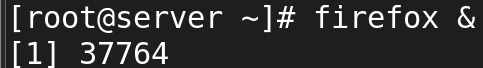 [root@server ~]# firefox &
[1] 37764